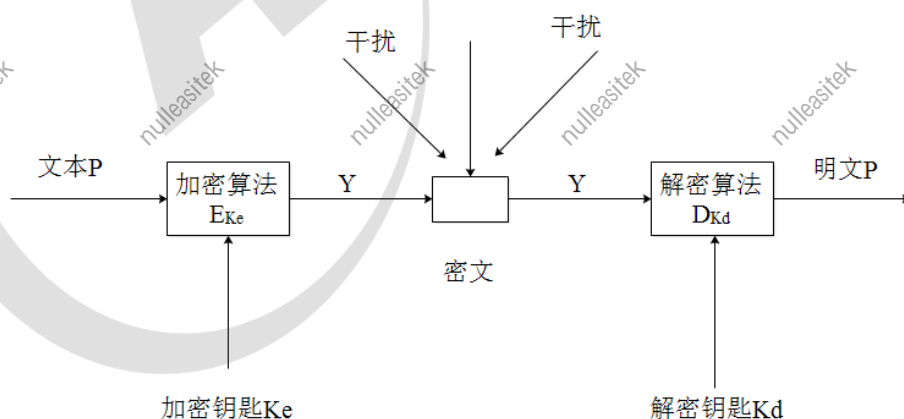 干扰
干扰
nulleasitek
nulleasitek
nulleasitek
nulleasitek
文本P
加密算法
EKe
Y
Y
解密算法
DKd
明文P
密文
加密钥匙Ke
解密钥匙Kd